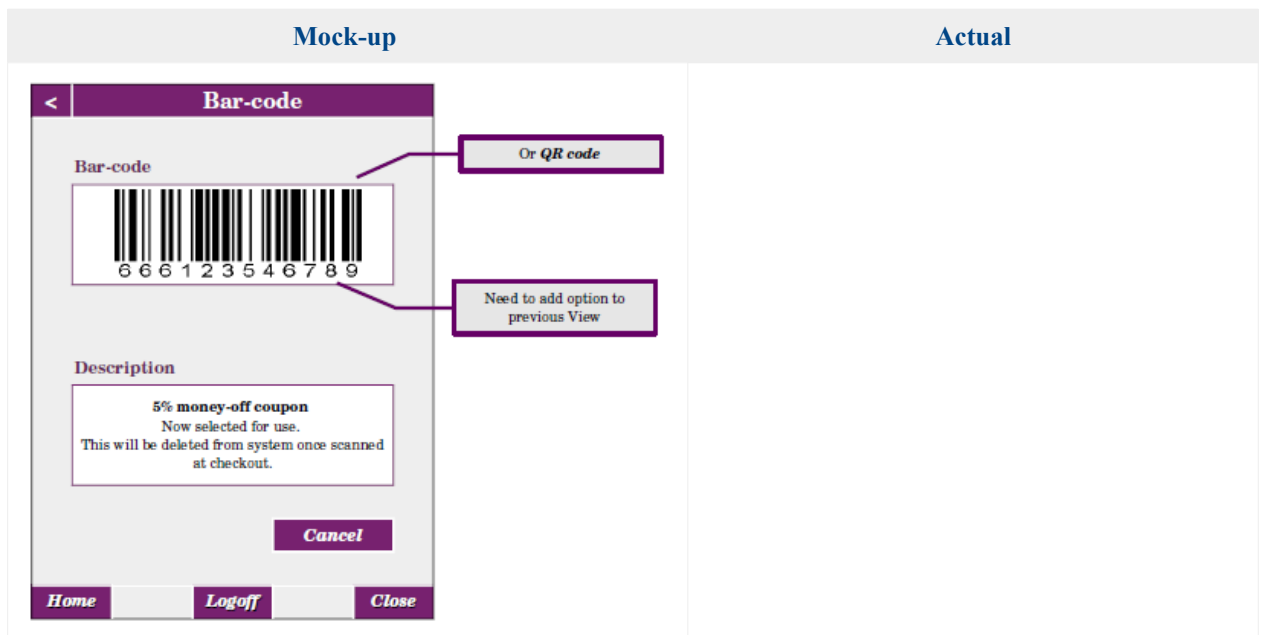 Mock-up
Actual
<
Bar-code
Or QR code
Bar-code
666123546789
Need to add option to
previous View
Description
5% money-off coupon
Now selected for use.
This will be deleted from system once scanned
at checkout.
Cancel
Home
Logoff
Close